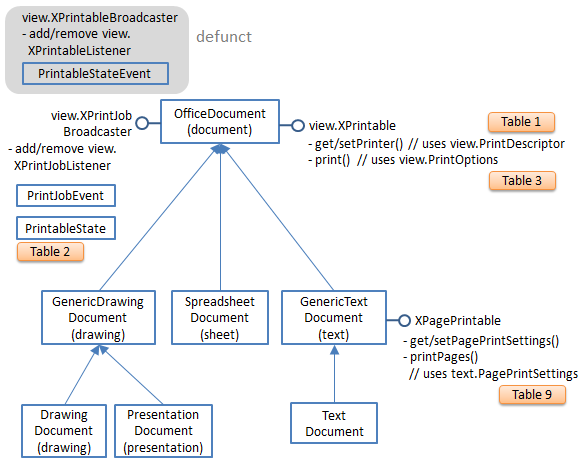 view.XPrintableBroadcaster
- add/remove view.
XPrintableListener
PrintableStateEvent
defunct
view.XPrintJob
Broadcaster
- add/remove view.
XPrintJobListener
PrintJobEvent
PrintableState
Table 2
OfficeDocument
(document)
view.XPrintable
- get/setPrinter() // uses view.PrintDescriptor
- print() // uses view.PrintOptions
Table 1
Table 3
GenericDrawing
Document
(drawing)
Spreadsheet
Document
(sheet)
GenericText
Document
(text)
XPagePrintable
- get/setPagePrintSettings()
- printPages()
// uses text.PagePrintSettings
Table 9
Drawing
Document
(drawing)
Presentation
Document
(presentation)
Text
Document